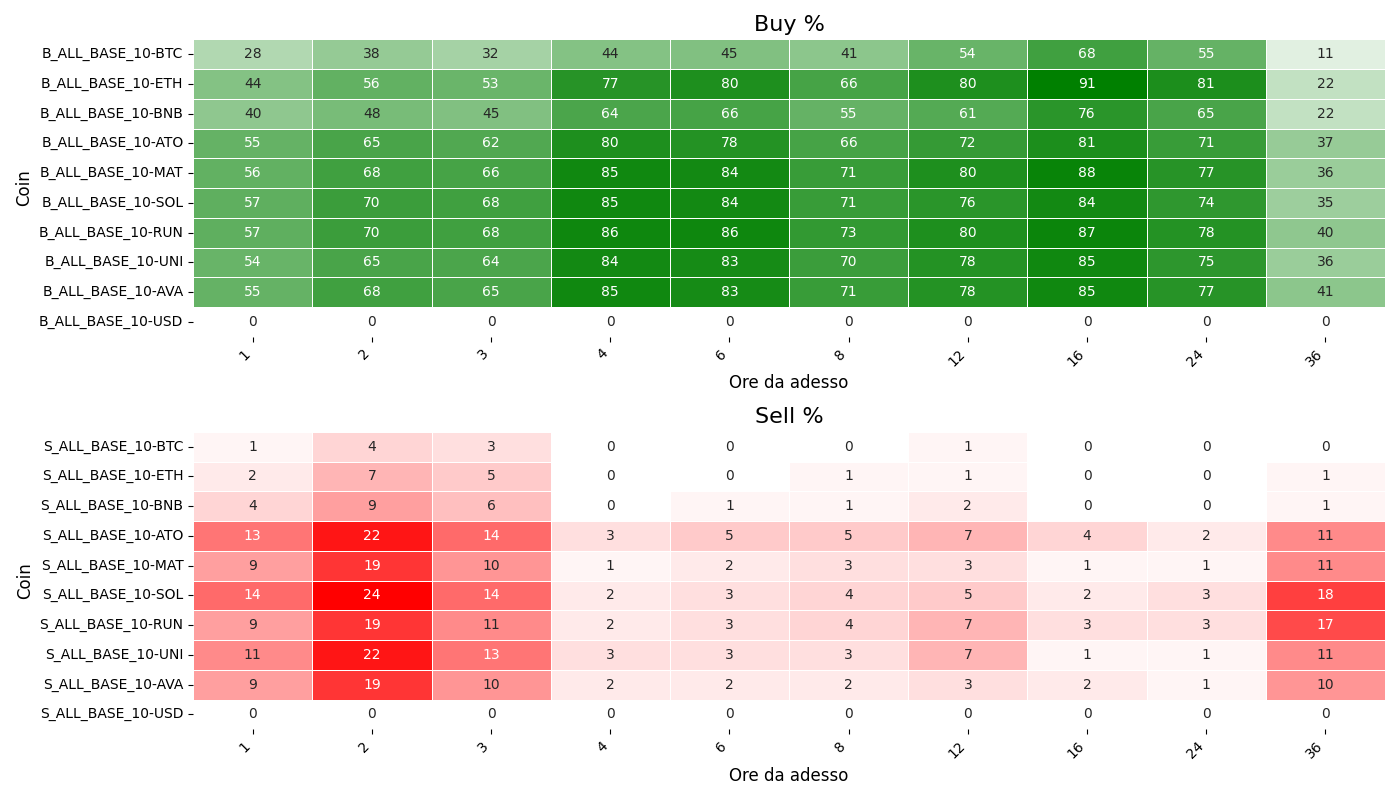 Buy %
Coin
B_ALL_BASE_10-BTC 28 38 32 44 45 41 54 68 55 11
B_ALL_BASE_10-ETH 44 56 53 77 80 66 80 91 81 22
B_ALL_BASE_10-BNB 40 48 45 64 66 55 61 76 65 22
B_ALL_BASE_10-ATO 55 65 62 80 78 66 72 81 71 37
B_ALL_BASE_10-MAT 56 68 66 85 84 71 80 88 77 36
B_ALL_BASE_10-SOL 57 70 68 85 84 71 76 84 74 35
B_ALL_BASE_10-RUN 57 70 68 86 86 73 80 87 78 40
B_ALL_BASE_10-UNI 54 65 64 84 83 70 78 85 75 36
B_ALL_BASE_10-AVA 55 68 65 85 83 71 78 85 77 41
B_ALL_BASE_10-USD 0 0 0 0 0 0 0 0 0 0
1 2 3 4 6 8 12 16 24 36
Ore da adesso
Sell %
Coin
S_ALL_BASE_10-BTC 1 4 3 0 0 0 1 0 0 0
S_ALL_BASE_10-ETH 2 7 5 0 0 1 1 0 0 1
S_ALL_BASE_10-BNB 4 9 6 0 1 1 2 0 0 1
S_ALL_BASE_10-ATO 13 22 14 3 5 5 7 4 2 11
S_ALL_BASE_10-MAT 9 19 10 1 2 3 3 1 1 11
S_ALL_BASE_10-SOL 14 24 14 2 3 4 5 2 3 18
S_ALL_BASE_10-RUN 9 19 11 2 3 4 7 3 3 17
S_ALL_BASE_10-UNI 11 22 13 3 3 3 7 1 1 11
S_ALL_BASE_10-AVA 9 19 10 2 2 2 3 2 1 10
S_ALL_BASE_10-USD 0 0 0 0 0 0 0 0 0 0
1 2 3 4 6 8 12 16 24 36
Ore da adesso